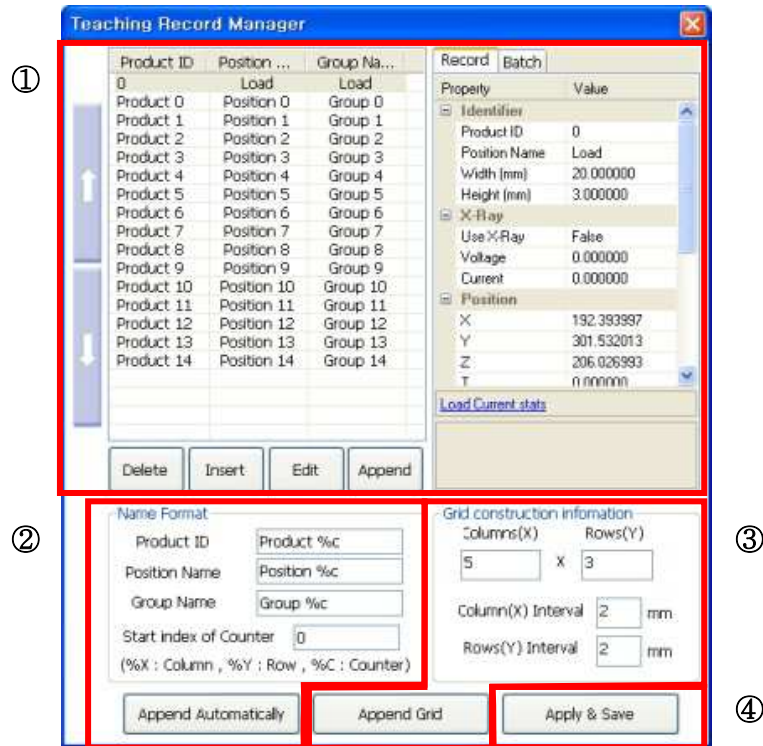 Teaching Record Manager
①
Product ID Position ... Group Na...
0 Load Load
Product 0 Position 0 Group 0
Product 1 Position 1 Group 1
Product 2 Position 2 Group 2
Product 3 Position 3 Group 3
Product 4 Position 4 Group 4
Product 5 Position 5 Group 5
Product 6 Position 6 Group 6
Product 7 Position 7 Group 7
Product 8 Position 8 Group 8
Product 9 Position 9 Group 9
Product 10 Position 10 Group 10
Product 11 Position 11 Group 11
Product 12 Position 12 Group 12
Product 13 Position 13 Group 13
Product 14 Position 14 Group 14
Delete Insert Edit Append
Record Batch
Property Value
Identifier
Product ID 0
Position Name Load
Width (mm) 20.000000
Height (mm) 3.000000
X-Ray
Use X-Ray False
Voltage 0.000000
Current 0.000000
Position
X 192.393997
Y 301.532013
Z 206.026993
T 0.000000
Load Current stats
②
Name Format
Product ID Product %c
Position Name Position %c
Group Name Group %c
Start index of Counter 0
(%X : Column , %Y : Row , %C : Counter)
Append Automatically
③
Grid construction infomation
Columns(X) Rows(Y)
5 X 3
Column(X) Interval 2 mm
Rows(Y) Interval 2 mm
Append Grid
④
Apply & Save